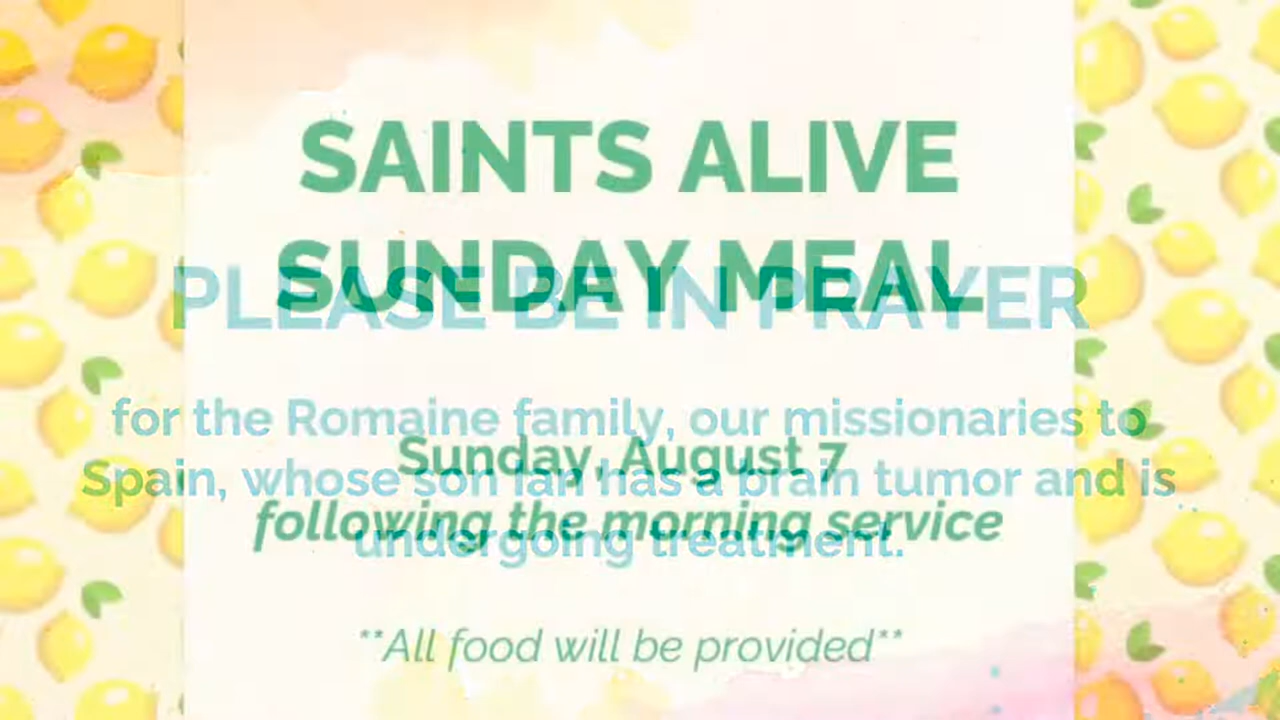 SAINTS ALIVE
SUNDAY MEAL
PLEASE BE IN PRAYER
for the Romaine family, our missionaries to
Sunday, August 7
Spain, whose son Ian has a brain tumor and is
following the morning service
undergoing treatment.
**All food will be provided**